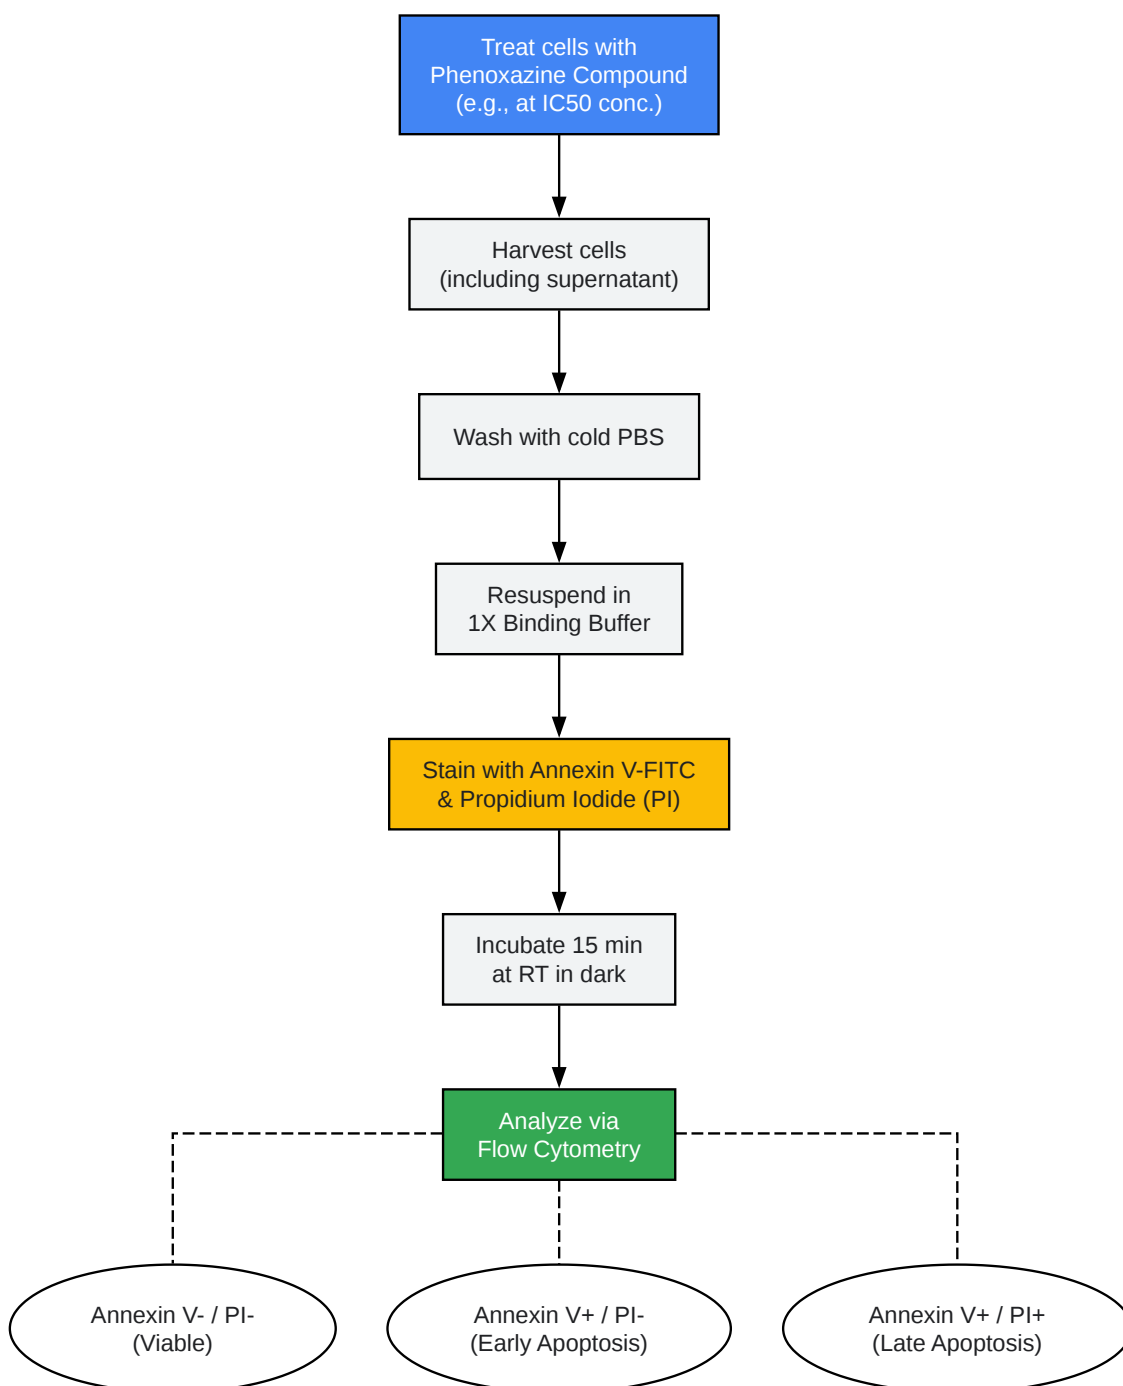 Treat cells with
Phenoxazine Compound
(e.g., at IC50 conc.)
Harvest cells
(including supernatant)
Wash with cold PBS
Resuspend in
1X Binding Buffer
Stain with Annexin V-FITC
& Propidium Iodide (PI)
Incubate 15 min
at RT in dark
Analyze via
Flow Cytometry
Annexin V- / PI-
(Viable)
Annexin V+ / PI-
(Early Apoptosis)
Annexin V+ / PI+
(Late Apoptosis)